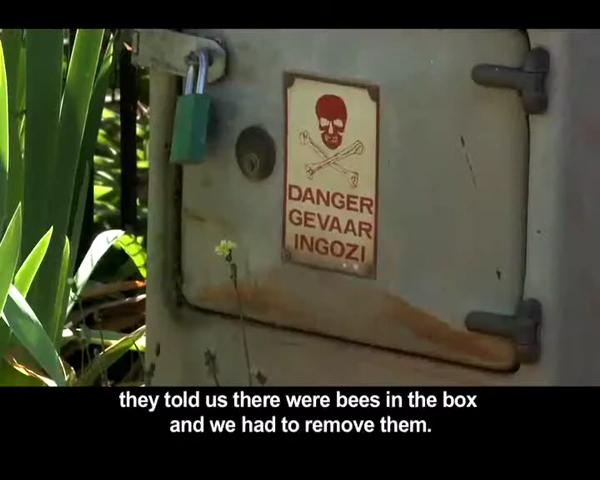 DANGER
GEVAAR
INGOZI
they told us there were bees in the box
and we had to remove them.